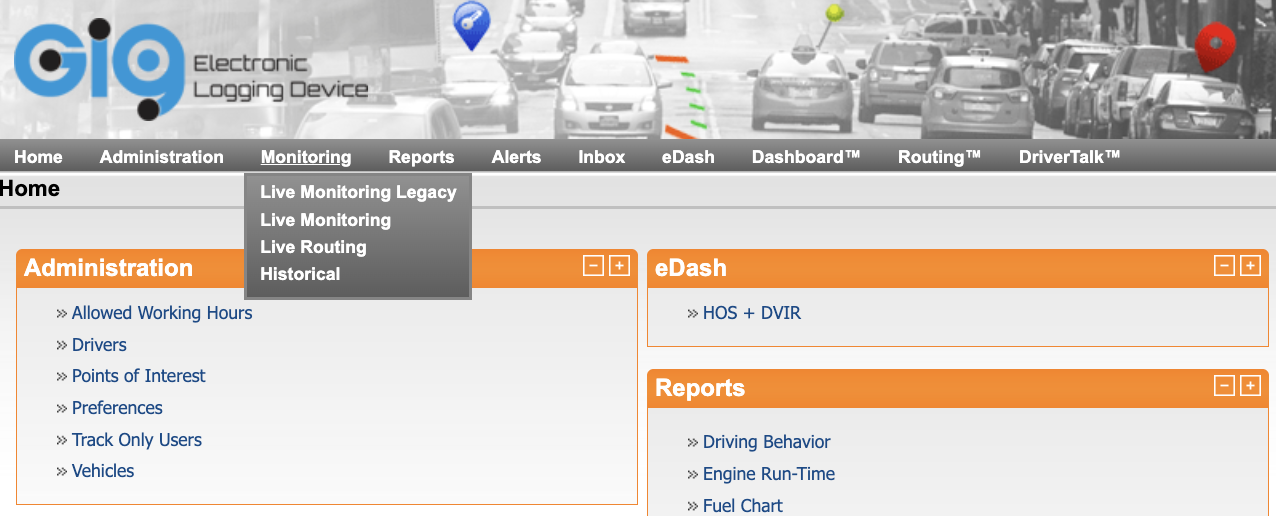 GIG
Electronic
Logging Device
Home Administration Monitoring Reports Alerts Inbox eDash Dashboard™ Routing™ DriverTalk™
Home
Live Monitoring Legacy
Live Monitoring
Live Routing
Historical
Administration
Allowed Working Hours
Drivers
Points of Interest
Preferences
Track Only Users
Vehicles
eDash
HOS + DVIR
Reports
Driving Behavior
Engine Run-Time
Fuel Chart